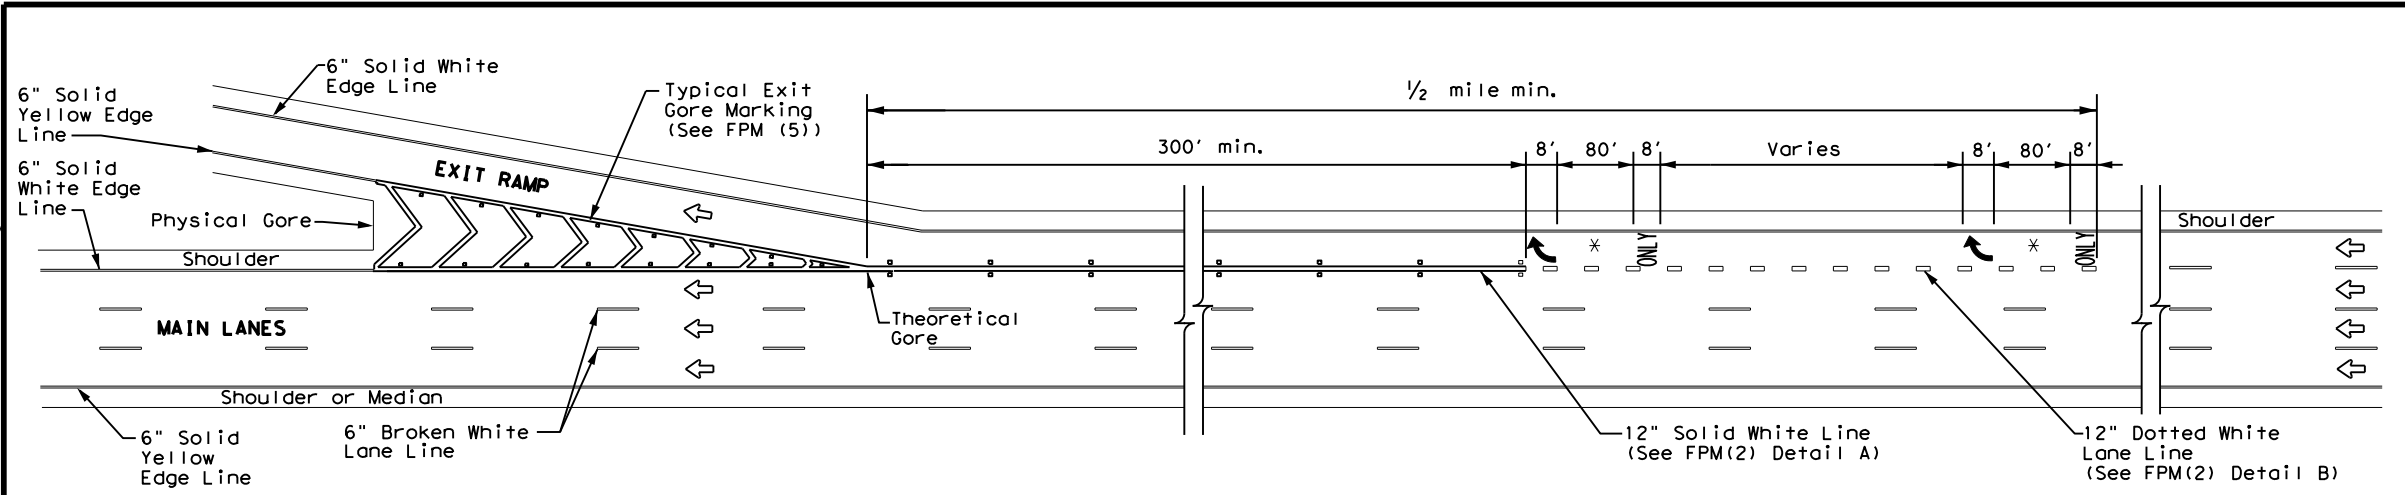 6" Solid White
Edge Line
6" Solid
Yellow Edge
Line
6" Solid
White Edge
Line
Typical Exit
Gore Marking
(See FPM (5))
½ mile min.
300' min.
8'
80'
8'
Varies
8'
80'
8'
EXIT RAMP
Physical Gore
Shoulder
Shoulder
*
ONLY
*
ONLY
MAIN LANES
Theoretical
Gore
Shoulder or Median
6" Solid
Yellow
Edge Line
6" Broken White
Lane Line
12" Solid White Line
(See FPM(2) Detail A)
12" Dotted White
Lane Line
(See FPM(2) Detail B)